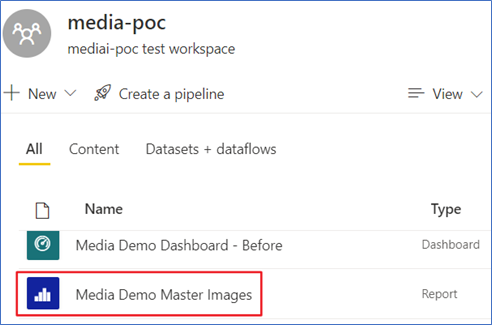 media-poc
mediai-poc test workspace
New
Create a pipeline
View
All Content Datasets + dataflows
Name Type
Media Demo Dashboard - Before Dashboard
Media Demo Master Images Report